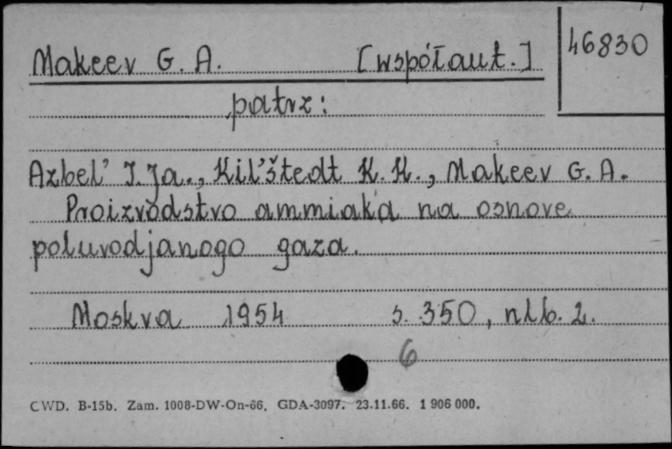 Makeev G. A. [współaut.] 46830
patrz:
Azbel' I. Ja., Kil'štedt K. K., Makeev G. A.
Proizvodstvo ammiaka na osnove
poluvodjanogo gaza.
Moskva 1954 s. 350, nlb. 2.
6
CWD. B-15b. Zam. 1008-DW-On-66. GDA-3097. 23.11.66. 1 906 000.